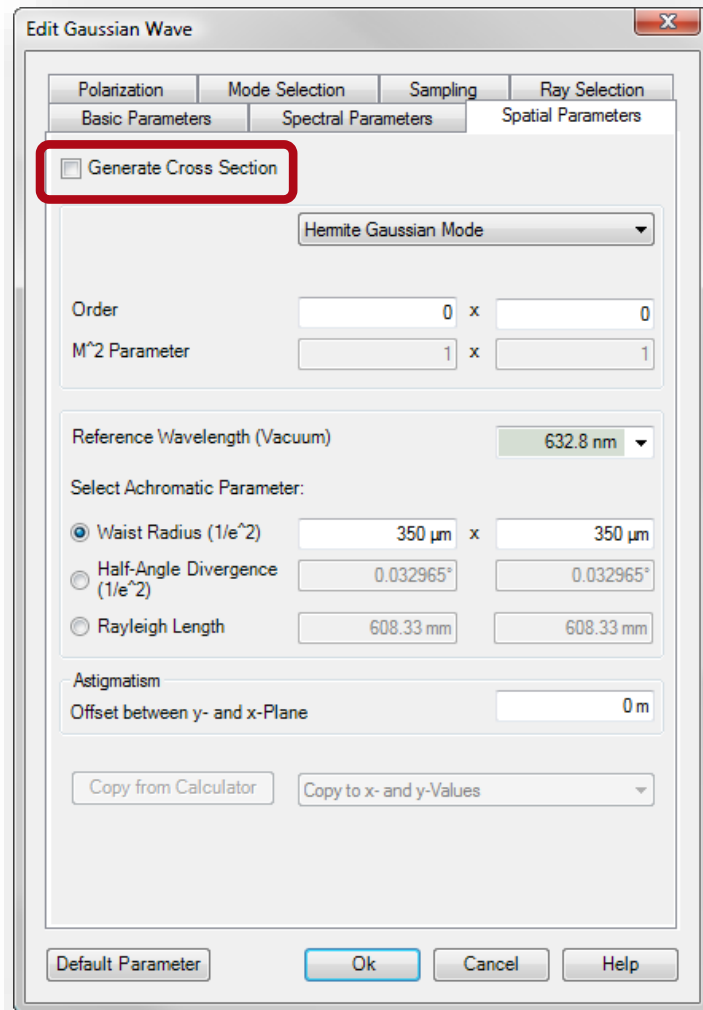 Edit Gaussian Wave
Polarization Mode Selection Sampling Ray Selection
Basic Parameters Spectral Parameters Spatial Parameters
Generate Cross Section
Hermite Gaussian Mode
Order 0 x 0
M^2 Parameter 1 x 1
Reference Wavelength (Vacuum) 632.8 nm
Select Achromatic Parameter:
Waist Radius (1/e^2) 350 µm x 350 µm
Half-Angle Divergence
(1/e^2) 0.032965° 0.032965°
Rayleigh Length 608.33 mm 608.33 mm
Astigmatism
Offset between y- and x-Plane 0 m
Copy from Calculator Copy to x- and y-Values
Default Parameter Ok Cancel Help